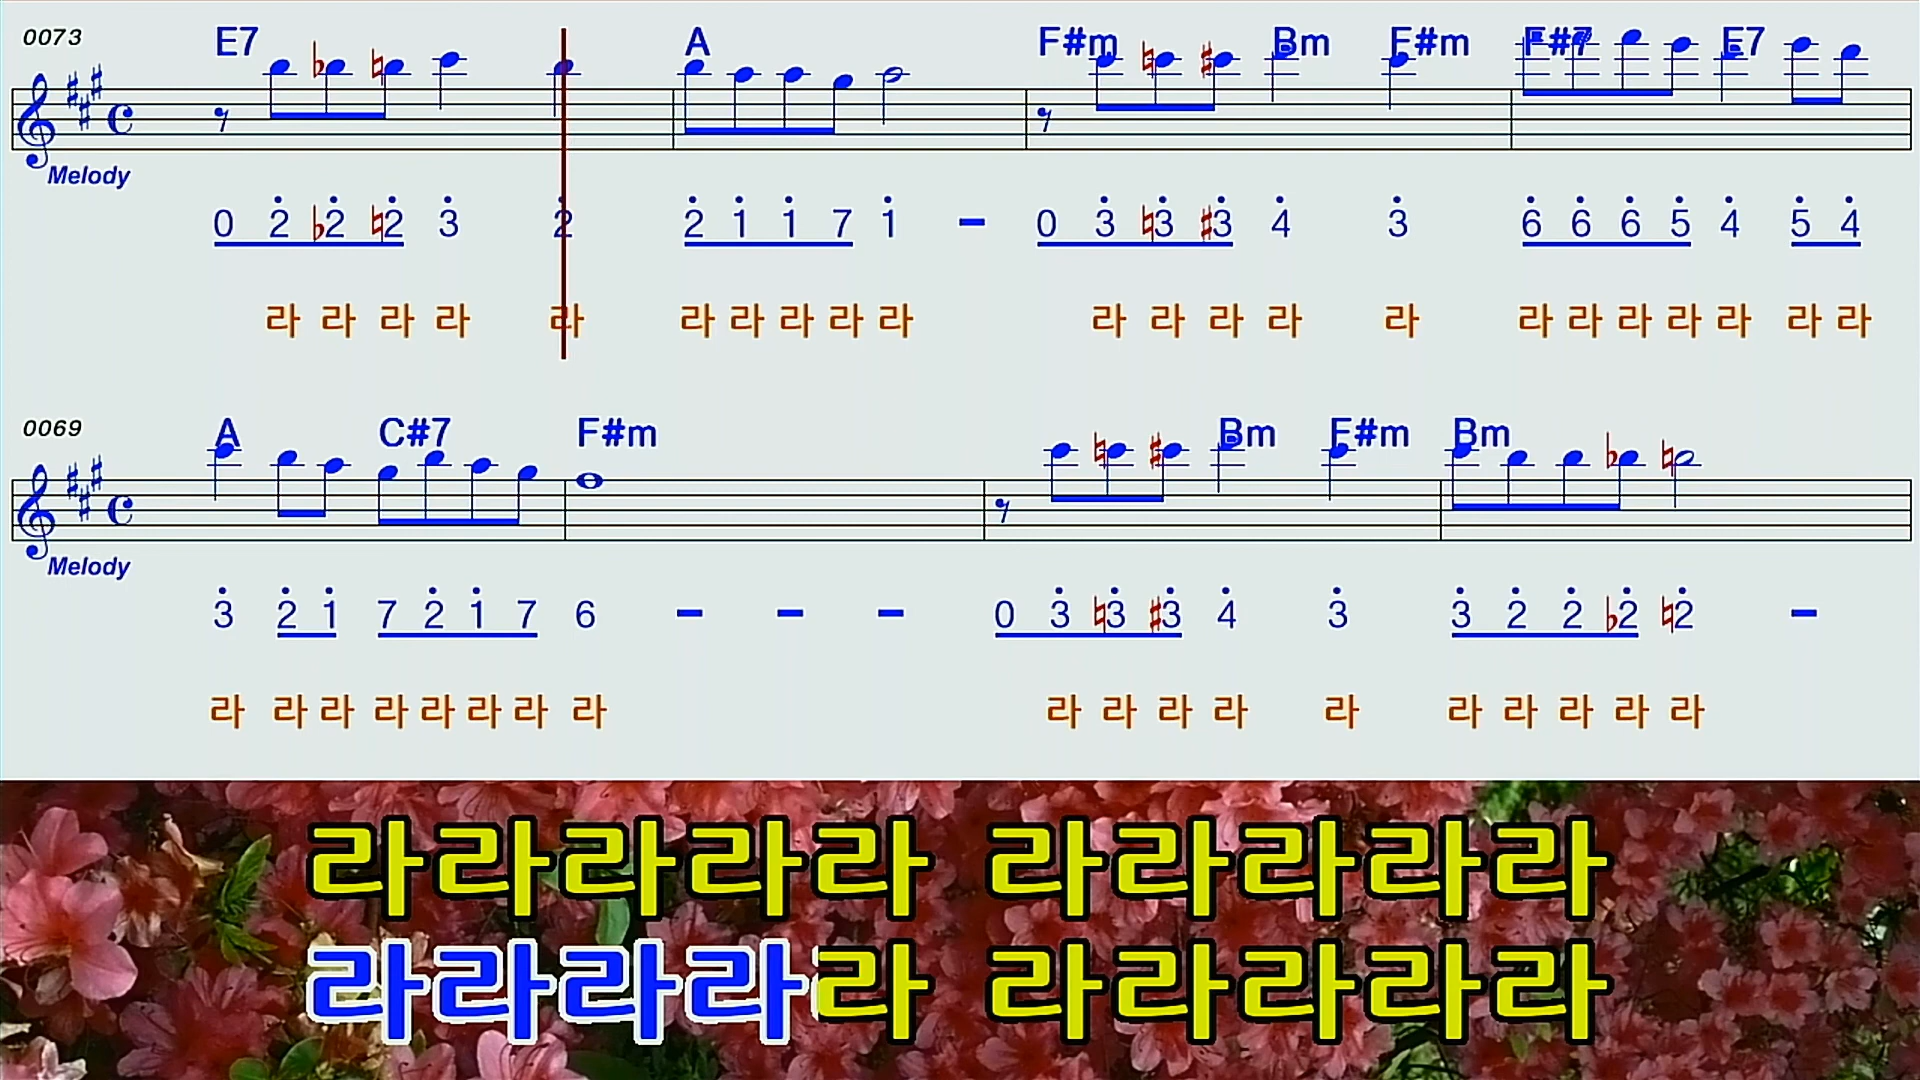 0073 E7 A F#m Bm F#m F#7 E7
Melody
0 2 ♭2 ♮2 3 2 2 1 1 7 1 - 0 3 ♮3 ♯3 4 3 6 6 6 5 4 5 4
라 라 라 라 라 라 라 라 라 라 라 라 라 라 라 라 라 라 라 라 라 라
0069 A C#7 F#m Bm F#m Bm
Melody
3 2 1 7 2 1 7 6 - - - 0 3 ♮3 ♯3 4 3 3 2 2 ♭2 ♮2 -
라 라 라 라 라 라 라 라 라 라 라 라 라 라 라 라 라 라
라라라라라 라라라라라
라라라라라 라라라라라